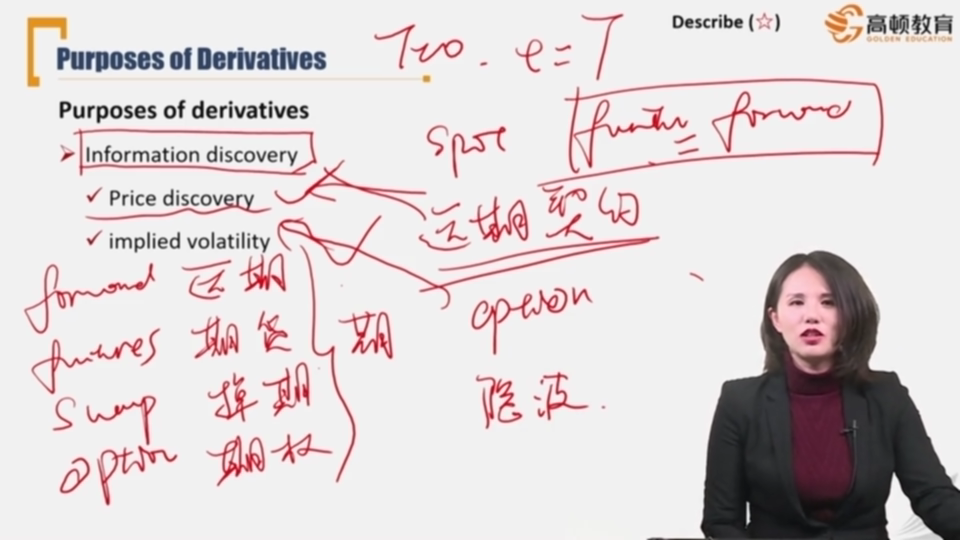 Describe (☆)
高顿教育
GOLDEN EDUCATION
Purposes of Derivatives
T=0. t=T
Purposes of derivatives
spot
forward
➤ Information discovery
✓ Price discovery
远期契约
✓ implied volatility
forward 远期
option
futures 期货
期
swap 掉期
隐波.
option 期权